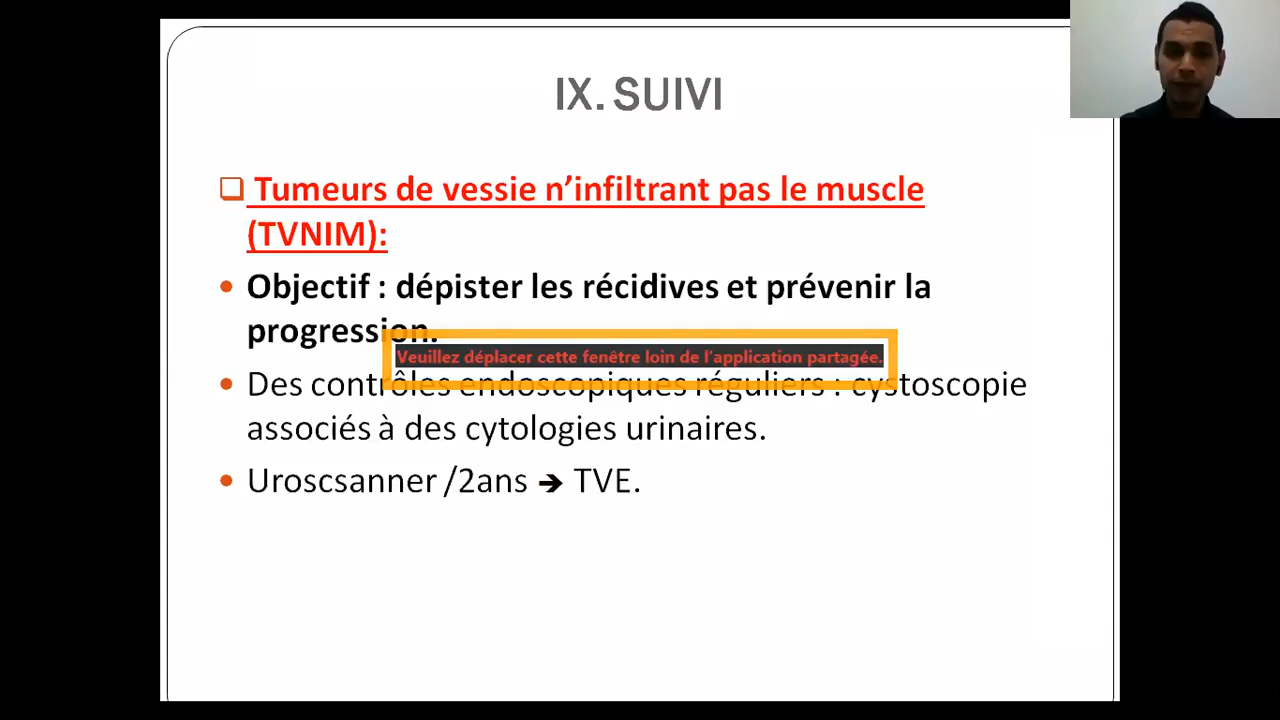 IX. SUIVI
Tumeurs de vessie n’infiltrant pas le muscle
(TVNIM):
• Objectif : dépister les récidives et prévenir la
progression.
Veuillez déplacer cette fenêtre loin de l’application partagée.
• Des contrôles endoscopiques réguliers : cystoscopie
associés à des cytologies urinaires.
• Uroscsanner /2ans ➔ TVE.